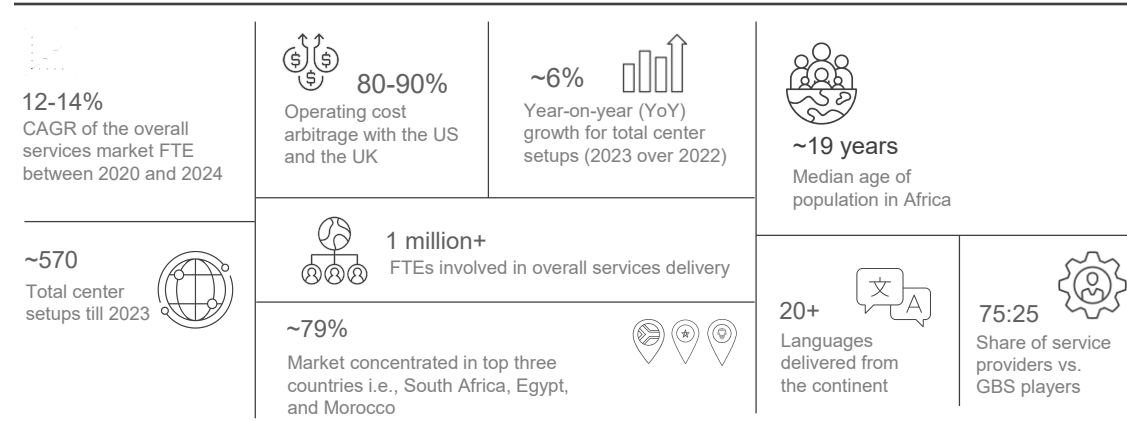 12-14%
CAGR of the overall
services market FTE
between 2020 and 2024
80-90%
Operating cost
arbitrage with the US
and the UK
~6%
Year-on-year (YoY)
growth for total center
setups (2023 over 2022)
~19 years
Median age of
population in Africa
~570
Total center
setups till 2023
1 million+
FTEs involved in overall services delivery
~79%
Market concentrated in top three
countries i.e., South Africa, Egypt,
and Morocco
20+
Languages
delivered from
the continent
文
A
75:25
Share of service
providers vs.
GBS players